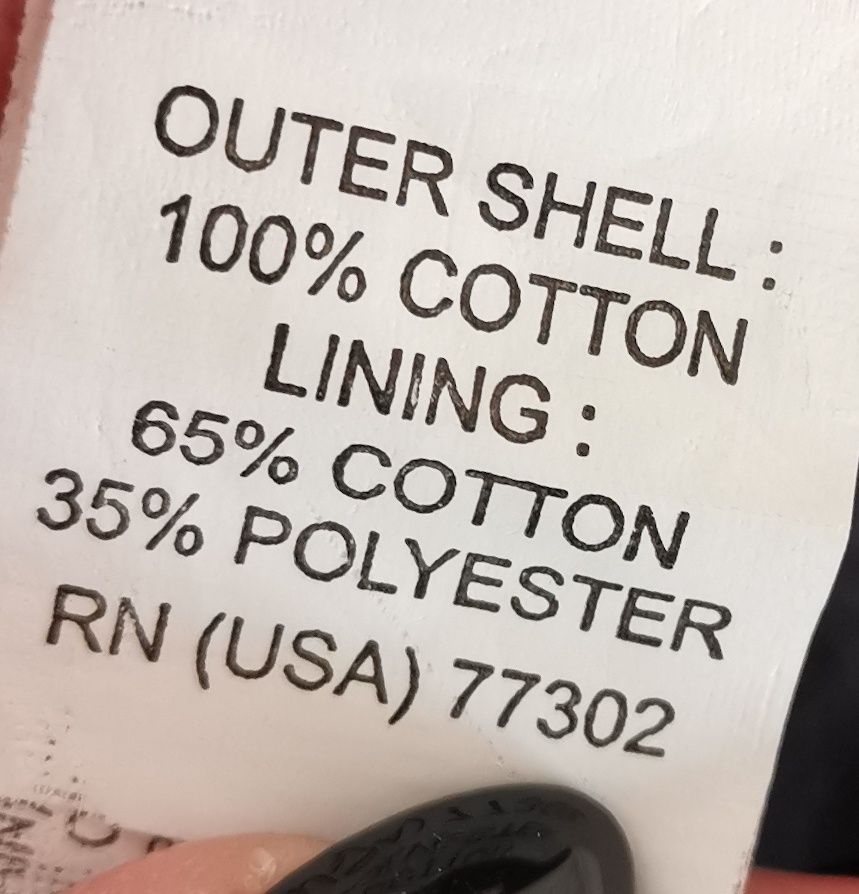 OUTER SHELL :
100% COTTON
LINING :
65% COTTON
35% POLYESTER
RN (USA) 77302